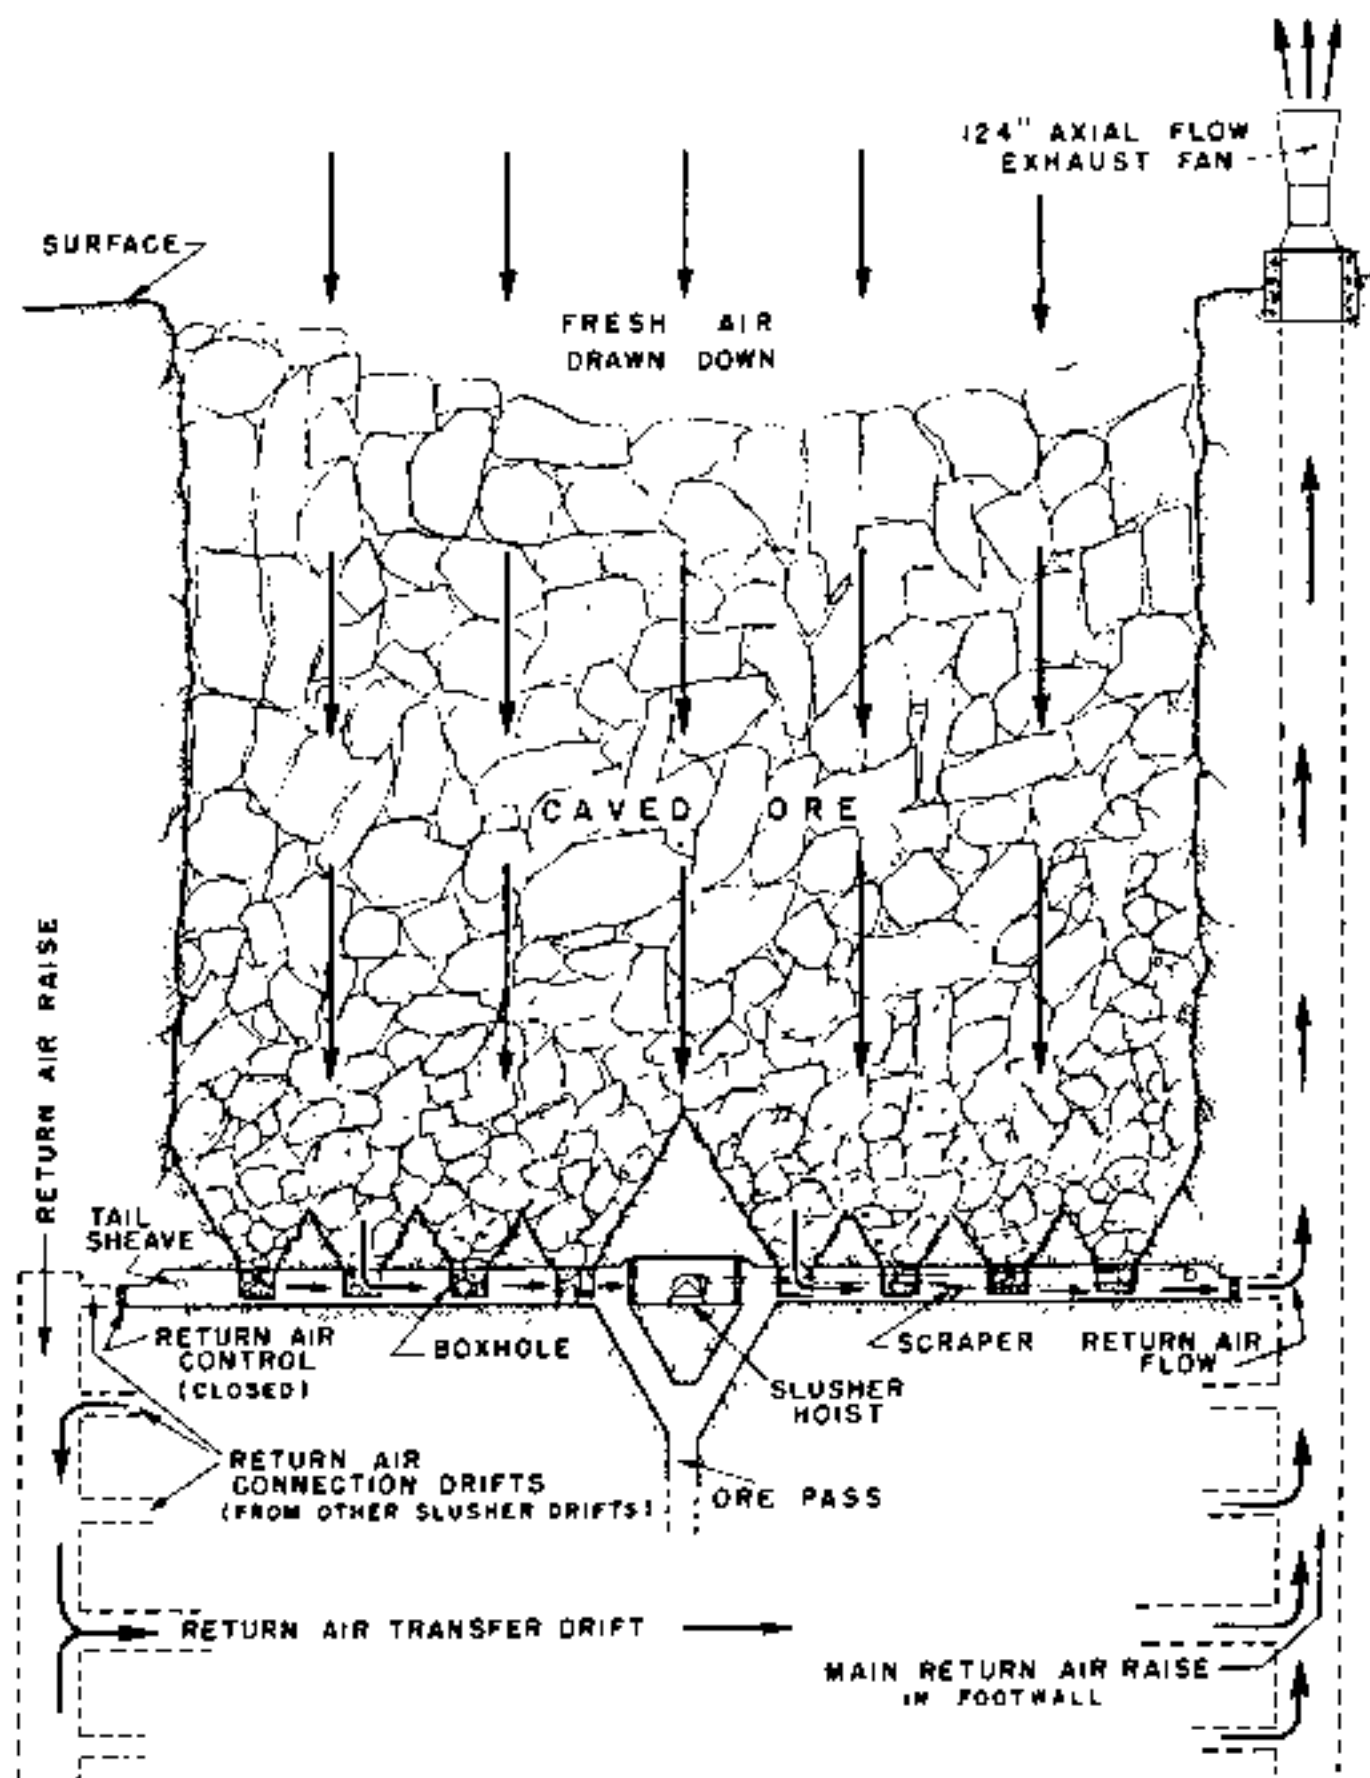 124" AXIAL FLOW
EXHAUST FAN
SURFACE
FRESH AIR
DRAWN DOWN
CAVED ORE
RETURN AIR RAISE
TAIL
SHEAVE
RETURN AIR
CONTROL
(CLOSED)
BOXHOLE
SCRAPER
RETURN AIR
FLOW
SLUSHER
HOIST
RETURN AIR
CONNECTION DRIFTS
(FROM OTHER SLUSHER DRIFTS)
ORE PASS
RETURN AIR TRANSFER DRIFT
MAIN RETURN AIR RAISE
IN FOOTWALL